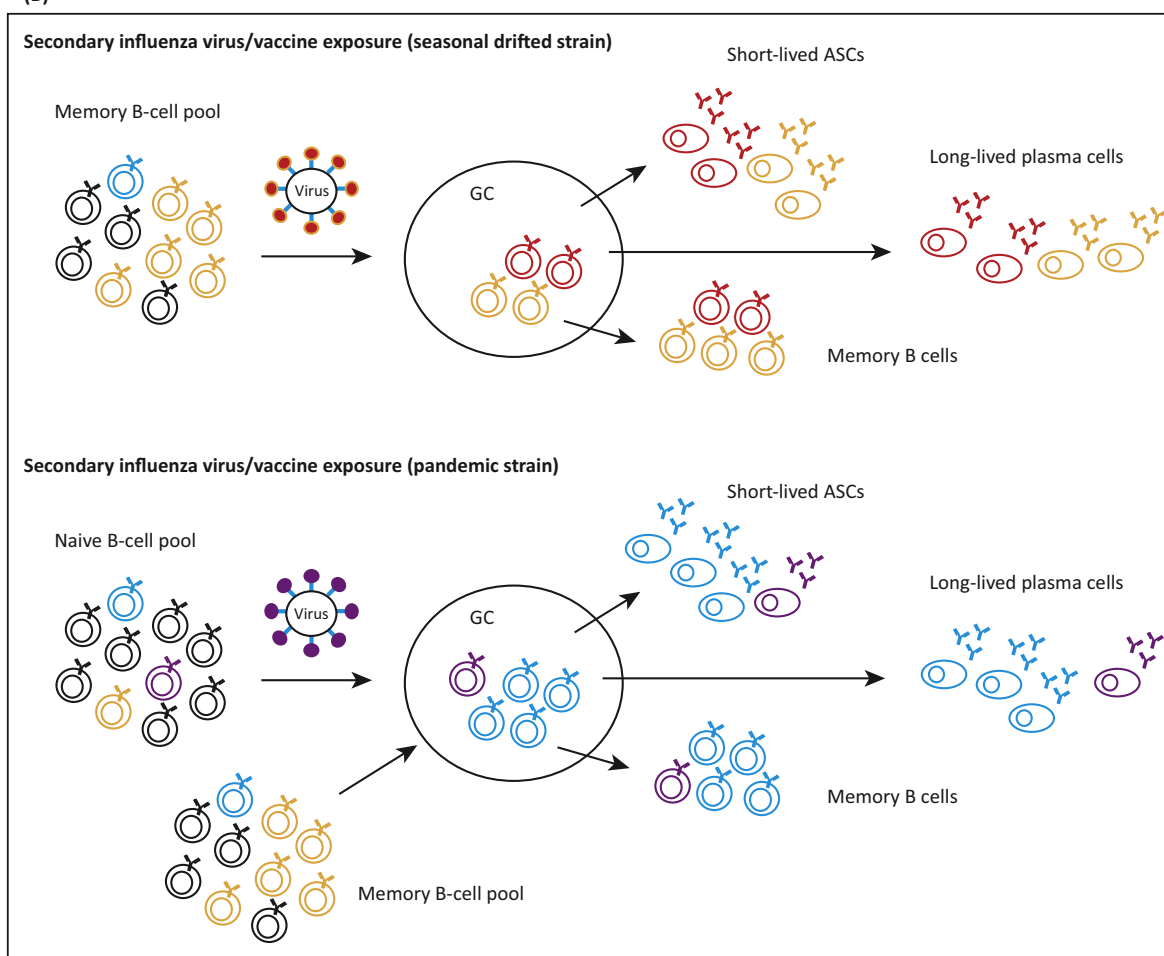 Secondary influenza virus/vaccine exposure (seasonal drifted strain)
Short-lived ASCs
Memory B-cell pool
Long-lived plasma cells
Virus
GC
Memory B cells
Secondary influenza virus/vaccine exposure (pandemic strain)
Short-lived ASCs
Naive B-cell pool
Long-lived plasma cells
Virus
GC
Memory B cells
Memory B-cell pool